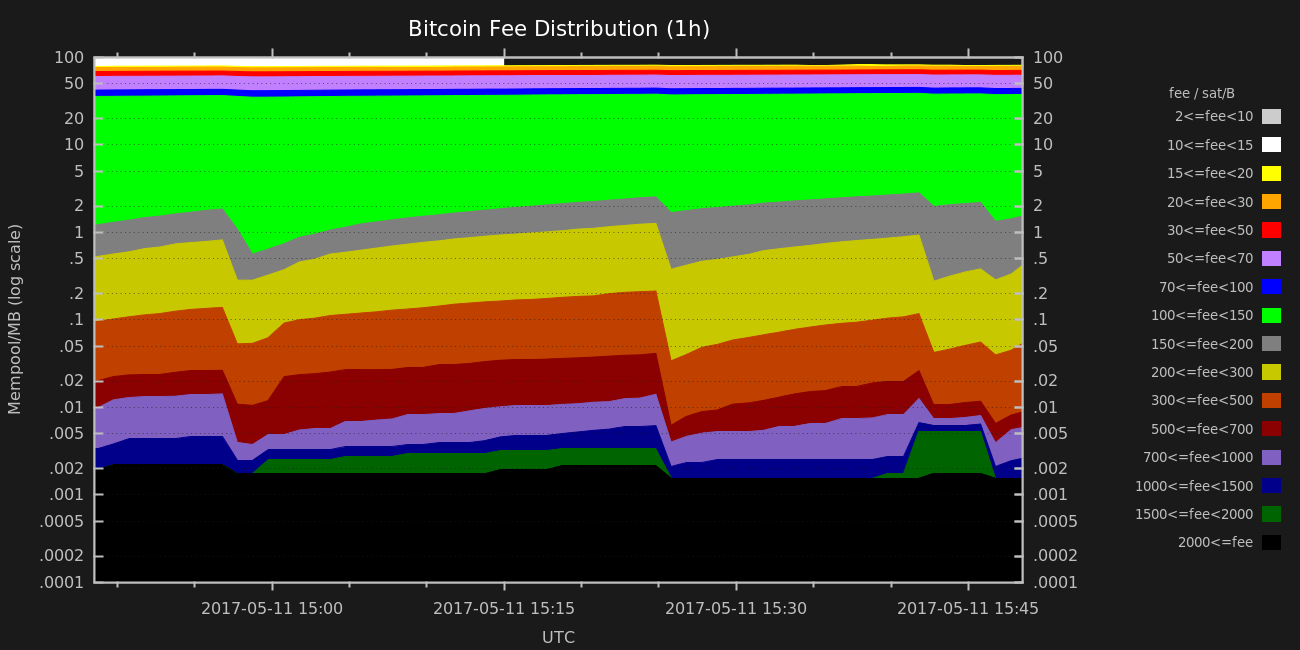 Bitcoin Fee Distribution (1h)
100 100
50 50
20 20
10 10
5 5
2 2
1 1
.5 .5
.2 .2
.1 .1
.05 .05
.02 .02
.01 .01
.005 .005
.002 .002
.001 .001
.0005 .0005
.0002 .0002
.0001 .0001
Mempool/MB (log scale)
2017-05-11 15:00 2017-05-11 15:15 2017-05-11 15:30 2017-05-11 15:45
UTC
fee / sat/B
2<=fee<10
10<=fee<15
15<=fee<20
20<=fee<30
30<=fee<50
50<=fee<70
70<=fee<100
100<=fee<150
150<=fee<200
200<=fee<300
300<=fee<500
500<=fee<700
700<=fee<1000
1000<=fee<1500
1500<=fee<2000
2000<=fee